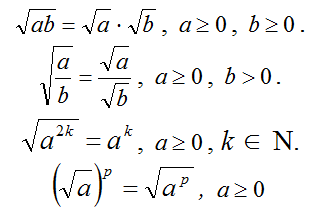 √(ab) = √a · √b , a ≥ 0 , b ≥ 0 .
√(a/b) = √a/√b , a ≥ 0 , b > 0 .
√(a^{2k}) = a^k , a ≥ 0 , k ∈ N.
(√a)^p = √(a^p) , a ≥ 0